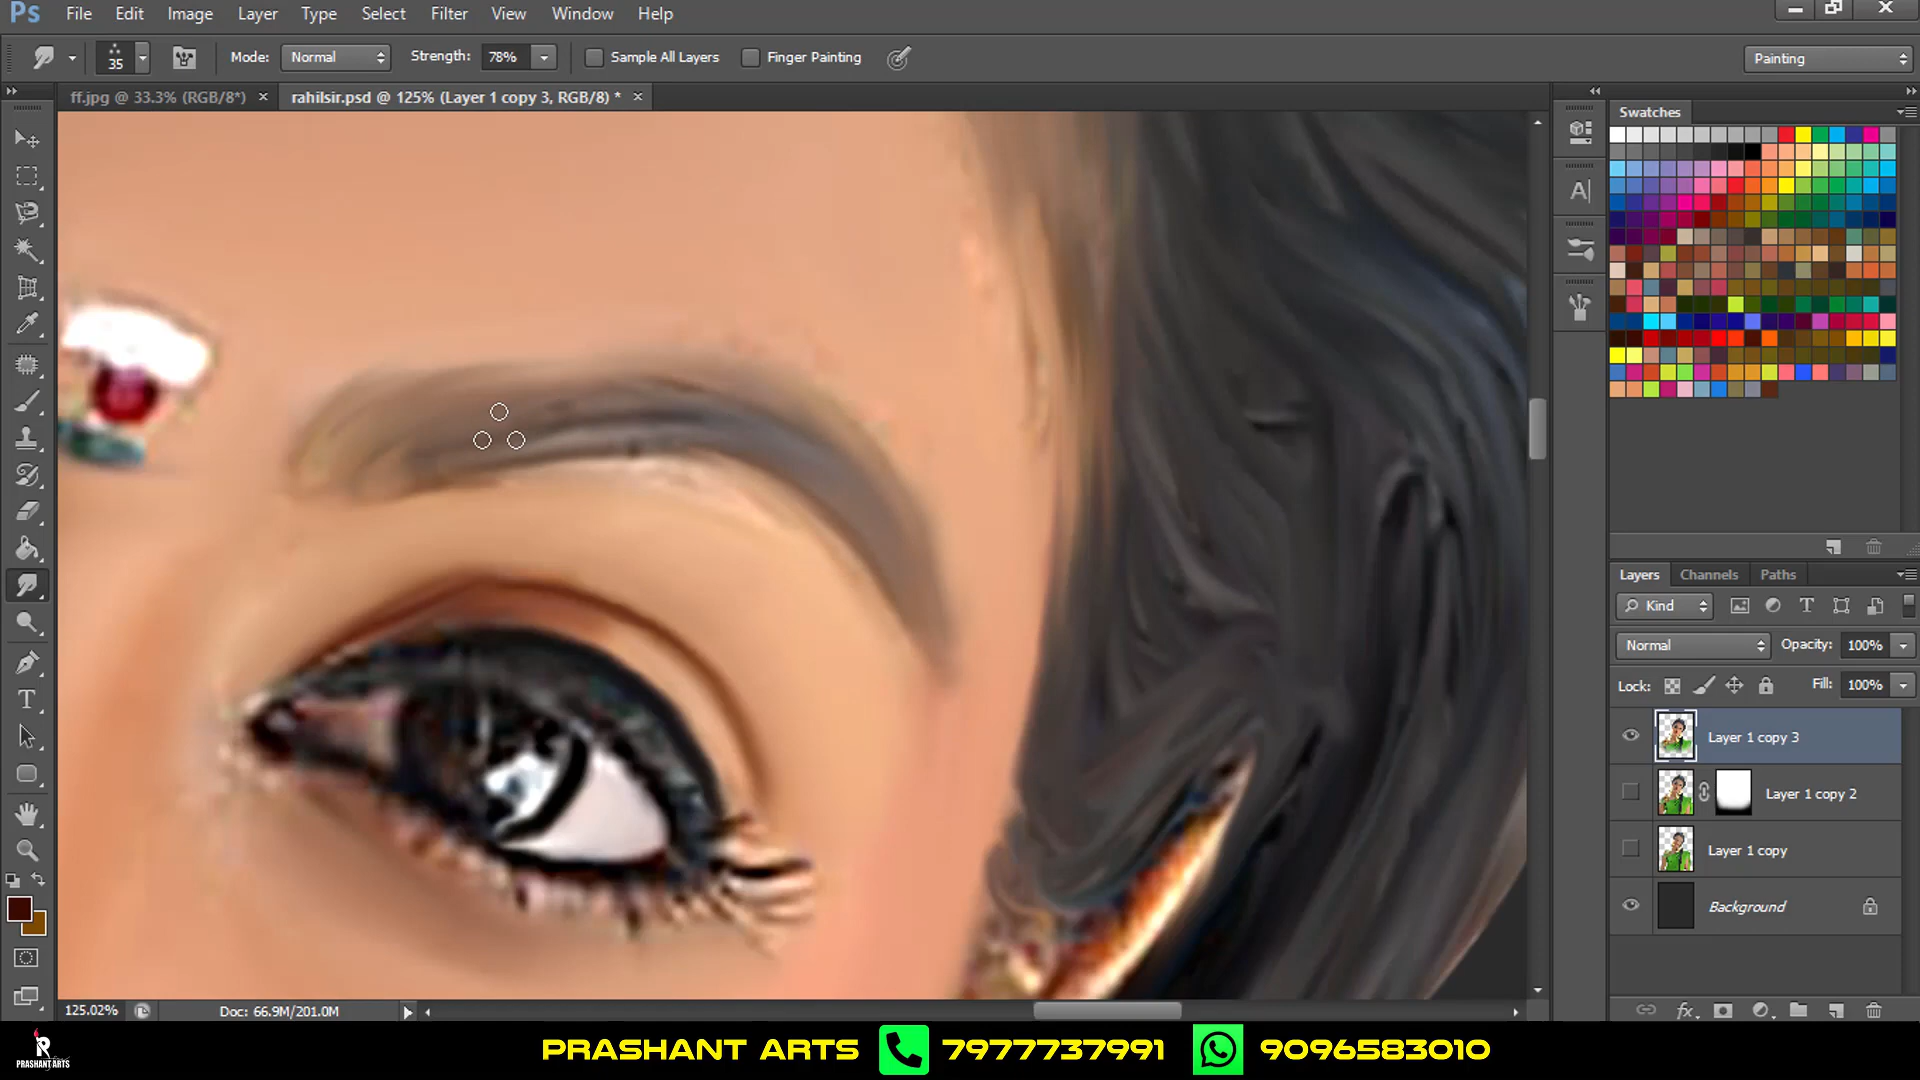 Ps File Edit Image Layer Type Select Filter View Window Help
35 Mode: Normal Strength: 78% Sample All Layers Finger Painting Painting
ff.jpg @ 33.3% (RGB/8*) × rahilsir.psd @ 125% (Layer 1 copy 3, RGB/8) * ×
Swatches
A|
Layers Channels Paths
Kind T
Normal Opacity: 100%
Lock: Fill: 100%
Layer 1 copy 3
Layer 1 copy 2
Layer 1 copy
Background
T
fx
125.02% Doc: 66.9M/201.0M
R
PRASHANT ARTS
PRASHANT ARTS 7977737991 9096583010